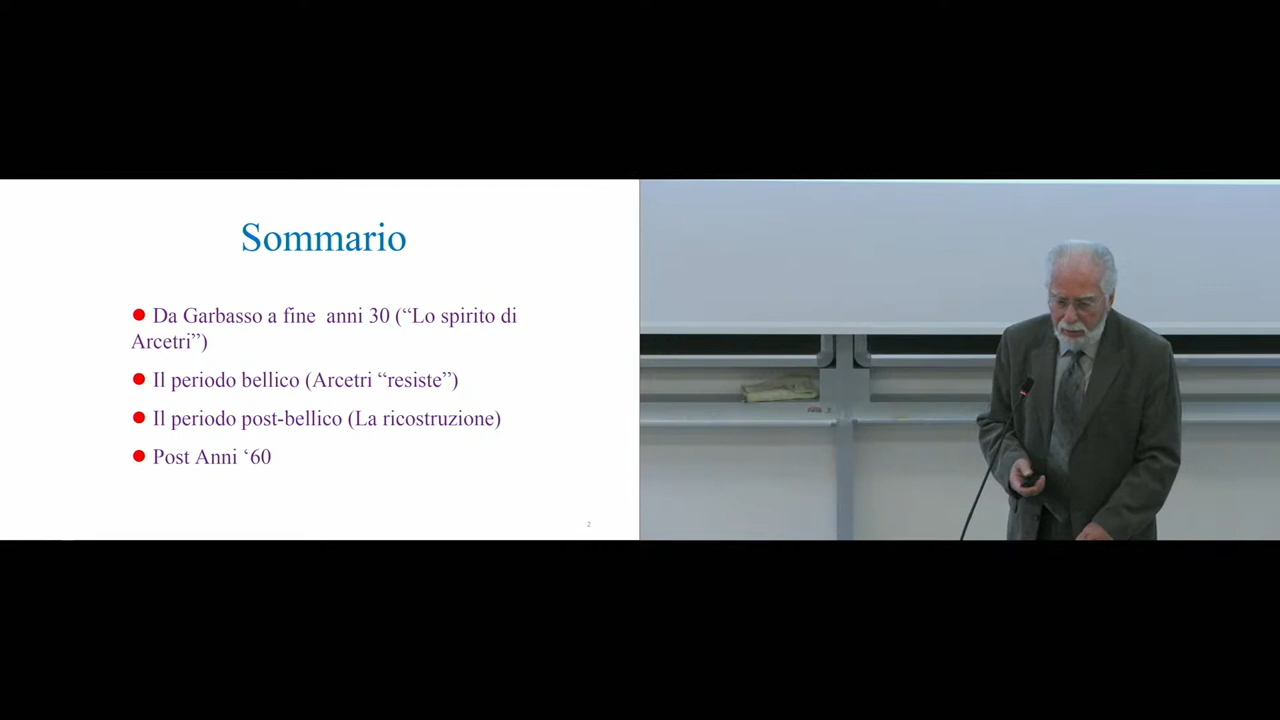 Sommario
Da Garbasso a fine anni 30 (“Lo spirito di
Arcetri”)
Il periodo bellico (Arcetri “resiste”)
Il periodo post-bellico (La ricostruzione)
Post Anni ‘60
2